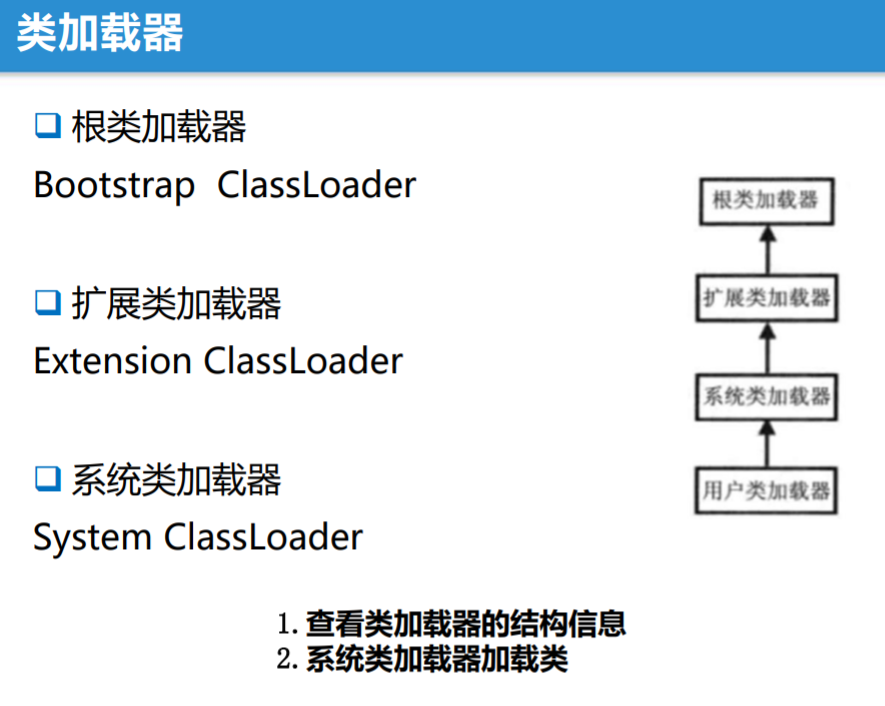 类加载器
根类加载器
Bootstrap ClassLoader
扩展类加载器
Extension ClassLoader
系统类加载器
System ClassLoader
根类加载器
扩展类加载器
系统类加载器
用户类加载器
1. 查看类加载器的结构信息
2. 系统类加载器加载类